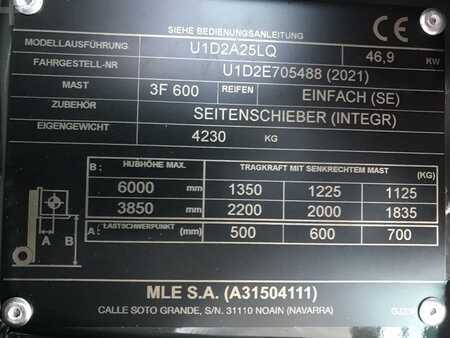 SIEHE BEDIENUNGSANLEITUNG
MODELLAUSFÜHRUNG U1D2A25LQ 46,9 KW
FAHRGESTELL-NR U1D2E705488 (2021)
MAST 3F 600 REIFEN EINFACH (SE)
ZUBEHÖR SEITENSCHIEBER (INTEGR)
EIGENGEWICHT 4230 KG
B: HUBHÖHE MAX. TRAGKRAFT MIT SENKRECHTEM MAST (KG)
6000 mm 1350 1225 1125
3850 mm 2200 2000 1835
A: LASTSCHWERPUNKT (mm) 500 600 700
A B
MLE S.A. (A31504111)
CALLE SOTO GRANDE, S/N. 31110 NOAIN (NAVARRA)